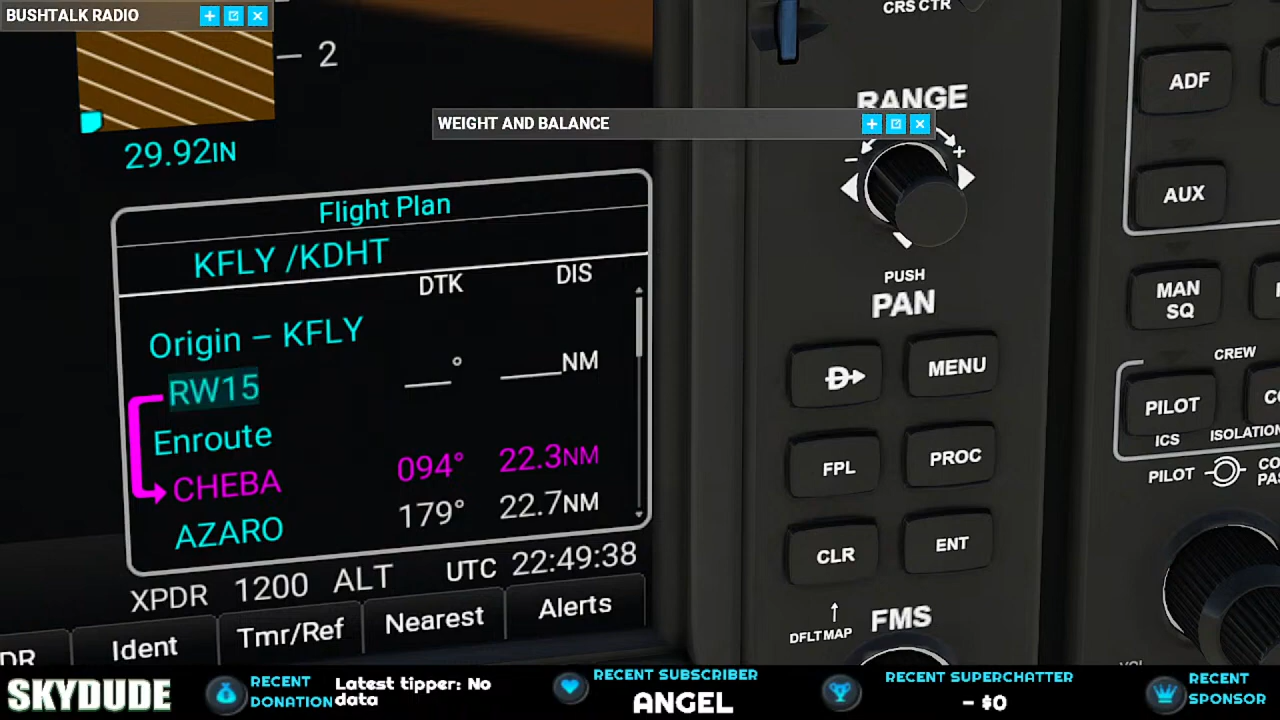 BUSHTALK RADIO
2
29.92IN
Flight Plan
KFLY /KDHT
DTK DIS
Origin – KFLY
RW15 ___° ____NM
Enroute
CHEBA 094° 22.3NM
AZARO 179° 22.7NM
XPDR 1200 ALT UTC 22:49:38
DR Ident Tmr/Ref Nearest Alerts
WEIGHT AND BALANCE
CRS CTR
RANGE
– +
PUSH
PAN
D MENU
FPL PROC
CLR ENT
DFLT MAP
FMS
ADF
AUX
MAN
SQ
CREW
PILOT
ICS ISOLATION
PILOT
SKYDUDE
RECENT
DONATION
Latest tipper: No
data
RECENT SUBSCRIBER
ANGEL
RECENT SUPERCHATTER
– $0
RECENT
SPONSOR